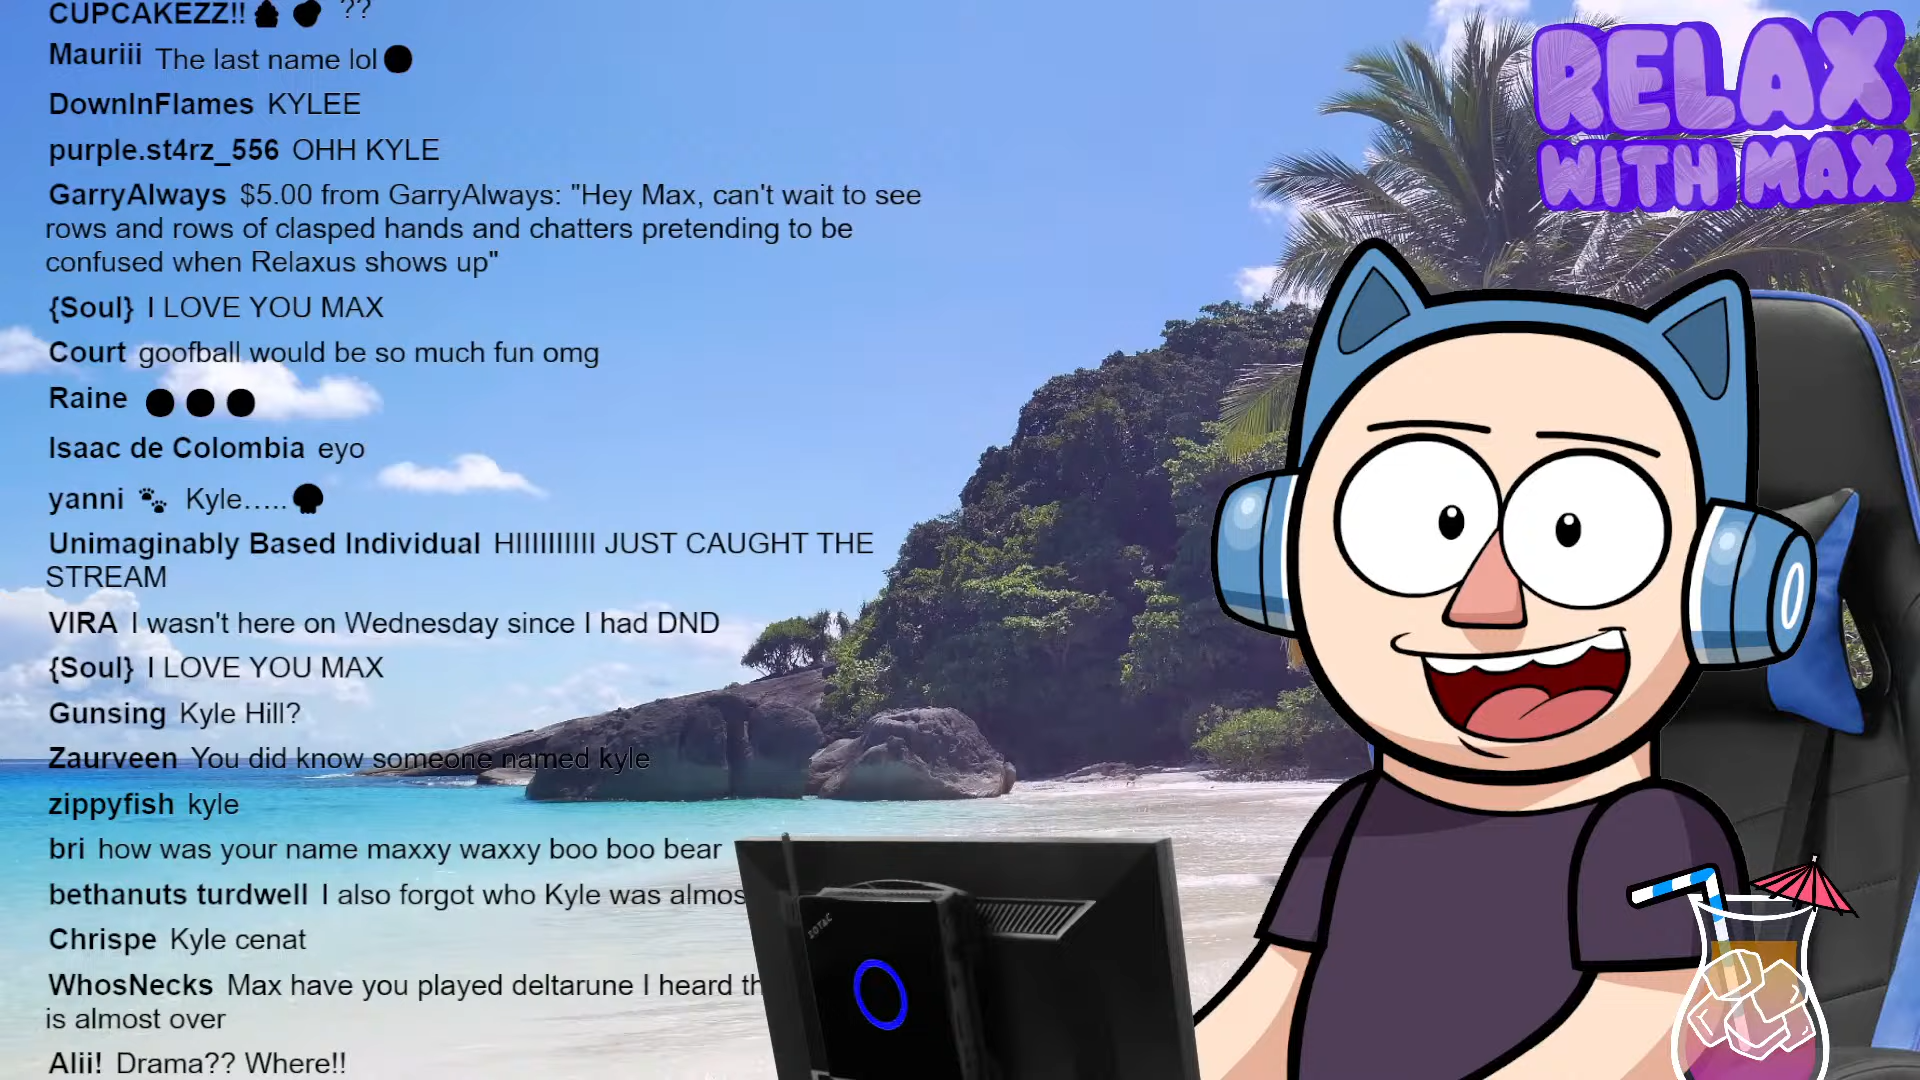 CUPCAKEZZ!! ??
Mauriii The last name lol
DownInFlames KYLEE
purple.st4rz_556 OHH KYLE
GarryAlways $5.00 from GarryAlways: "Hey Max, can't wait to see
rows and rows of clasped hands and chatters pretending to be
confused when Relaxus shows up"
{Soul} I LOVE YOU MAX
Court goofball would be so much fun omg
Raine
Isaac de Colombia eyo
yanni Kyle.....
Unimaginably Based Individual HIIIIIIIIII JUST CAUGHT THE
STREAM
VIRA I wasn't here on Wednesday since I had DND
{Soul} I LOVE YOU MAX
Gunsing Kyle Hill?
Zaurveen You did know someone named kyle
zippyfish kyle
bri how was your name maxxy waxxy boo boo bear
bethanuts turdwell I also forgot who Kyle was almos
Chrispe Kyle cenat
WhosNecks Max have you played deltarune I heard th
is almost over
Alii! Drama?? Where!!
RELAX
WITH MAX
ZOTAC